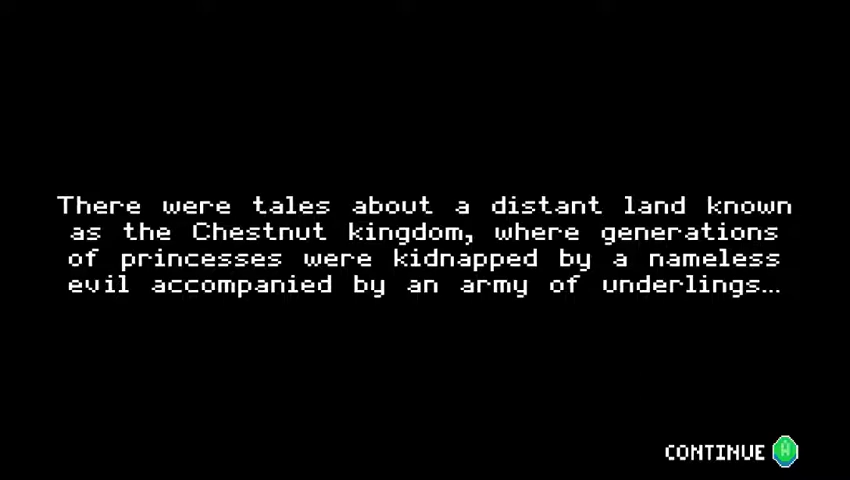 There were tales about a distant land known
as the Chestnut kingdom, where generations
of princesses were kidnapped by a nameless
evil accompanied by an army of underlings...
CONTINUE